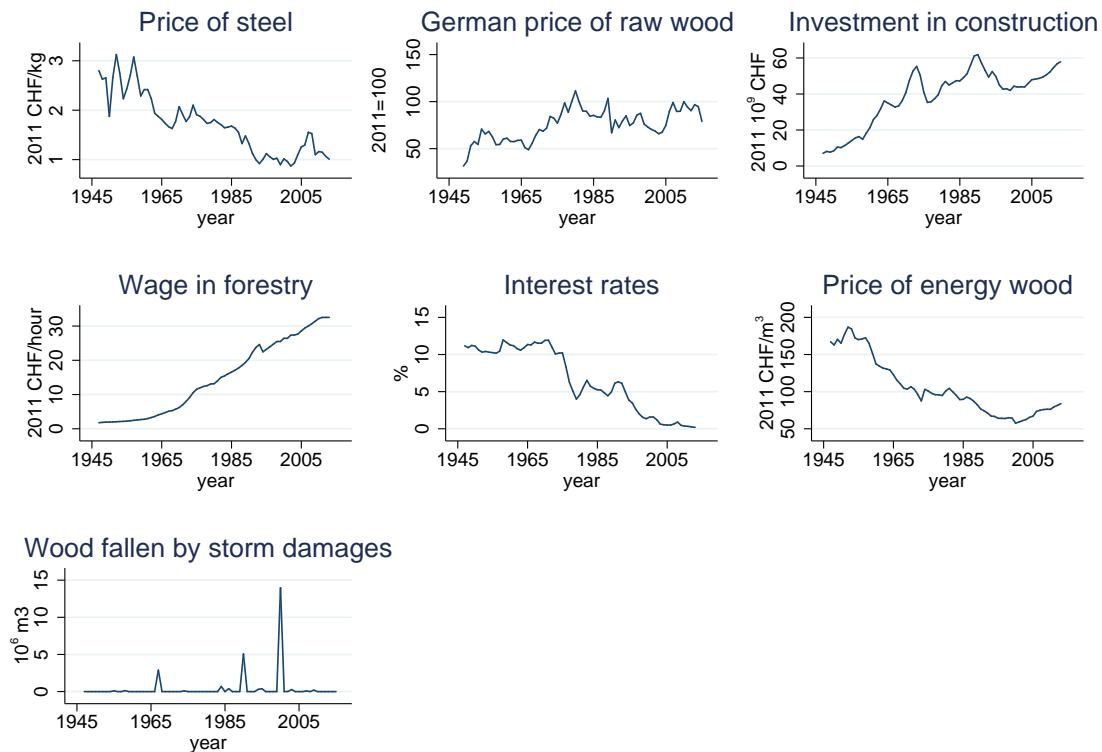 Price of steel
2011 CHF/kg
3
2
1
1945 1965 1985 2005
year
German price of raw wood
2011=100
150
100
50
1945 1965 1985 2005
year
Investment in construction
2011 10⁹ CHF
60
40
20
0
1945 1965 1985 2005
year
Wage in forestry
2011 CHF/hour
30
20
10
0
1945 1965 1985 2005
year
Interest rates
%
15
10
5
0
1945 1965 1985 2005
year
Price of energy wood
2011 CHF/m³
200
150
100
50
1945 1965 1985 2005
year
Wood fallen by storm damages
10⁶ m3
15
10
5
0
1945 1965 1985 2005
year